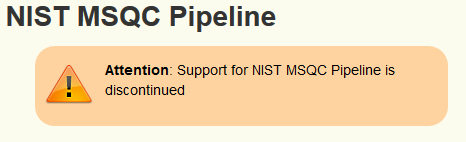 NIST MSQC Pipeline
Attention: Support for NIST MSQC Pipeline is
discontinued